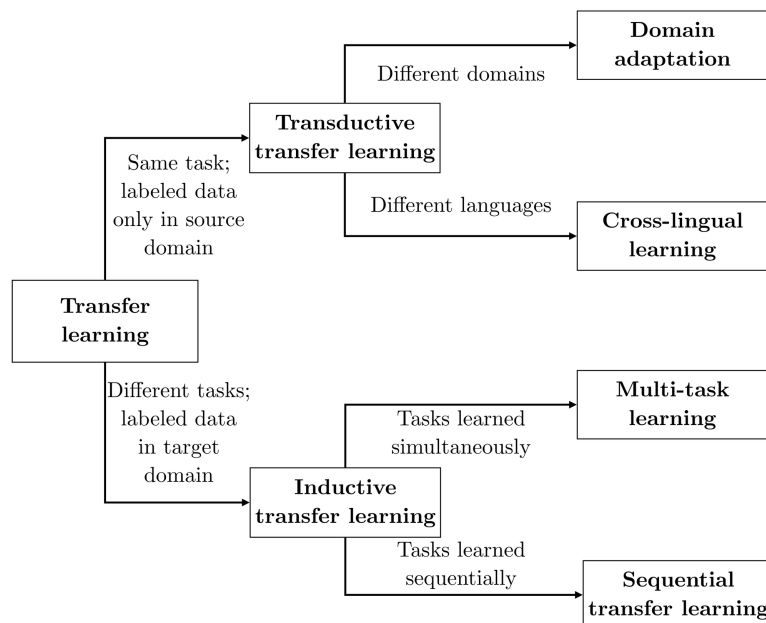 Domain
adaptation
Different domains
Transductive
transfer learning
Same task;
labeled data
only in source
domain
Different languages
Cross-lingual
learning
Transfer
learning
Different tasks;
labeled data
in target
domain
Multi-task
learning
Tasks learned
simultaneously
Inductive
transfer learning
Tasks learned
sequentially
Sequential
transfer learning